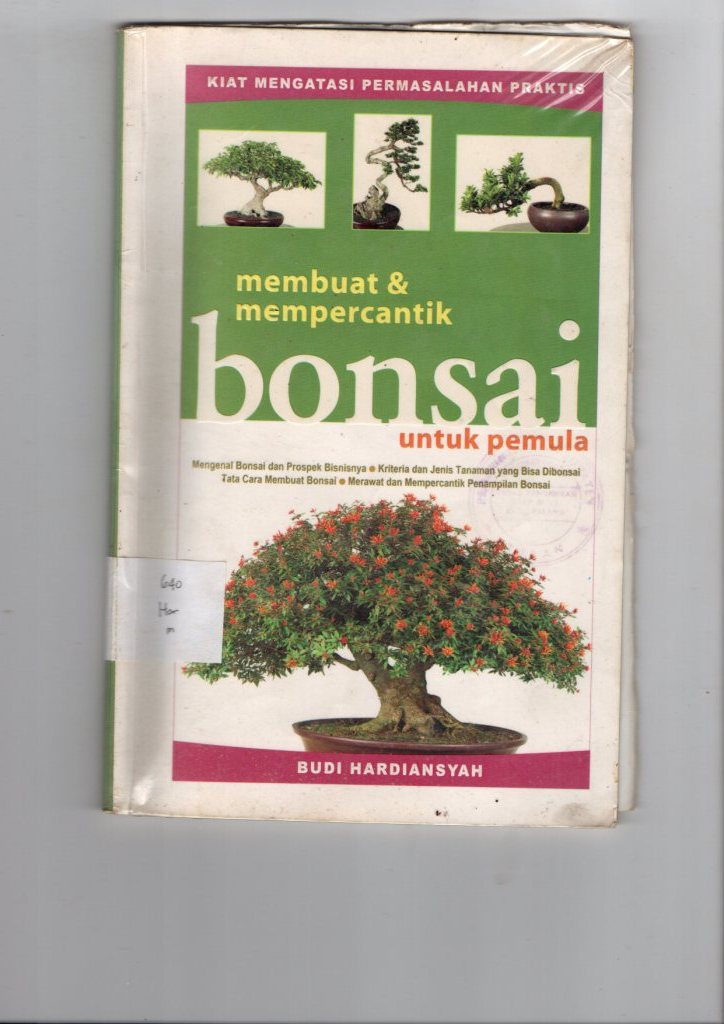 KIAT MENGATASI PERMASALAHAN PRAKTIS
membuat &
mempercantik
bonsai
untuk pemula
Mengenal Bonsai dan Prospek Bisnisnya ● Kriteria dan Jenis Tanaman yang Bisa Dibonsai
Tata Cara Membuat Bonsai ● Merawat dan Mempercantik Penampilan Bonsai
640
Har
m
BUDI HARDIANSYAH